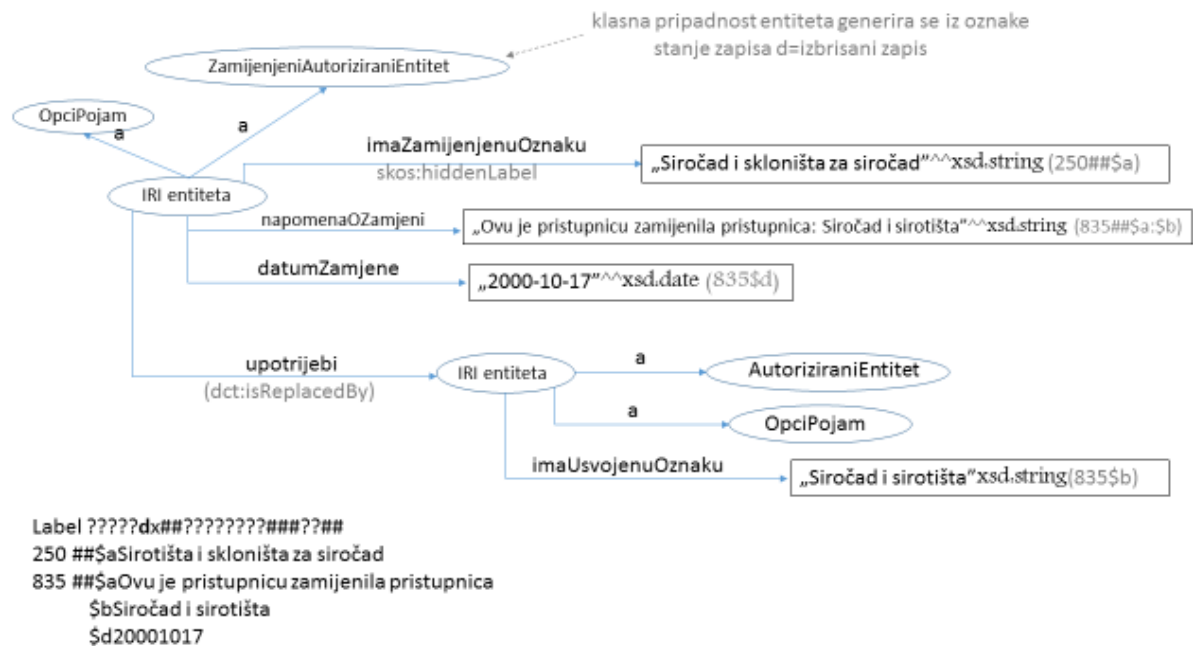 klasna pripadnost entiteta generira se iz oznake
stanje zapisa d=izbrisani zapis
ZamijenjeniAutoriziraniEntitet
OpciPojam
a
a
imaZamijenjenuOznaku
skos:hiddenLabel
„Siročad i skloništa za siročad”^^xsd:string (250##$a)
IRI entiteta
napomenaOZamjeni
„Ovu je pristupnicu zamijenila pristupnica: Siročad i sirotišta”^^xsd:string (835##$a:$b)
datumZamjene
„2000-10-17”^^xsd:date (835$d)
upotrijebi
(dct:isReplacedBy)
IRI entiteta
a
AutoriziraniEntitet
a
OpciPojam
imaUsvojenuOznaku
„Siročad i sirotišta”xsd:string(835$b)
Label ?????dx##????????###??##
250 ##$aSirotišta i skloništa za siročad
835 ##$aOvu je pristupnicu zamijenila pristupnica
$bSiročad i sirotišta
$d20001017